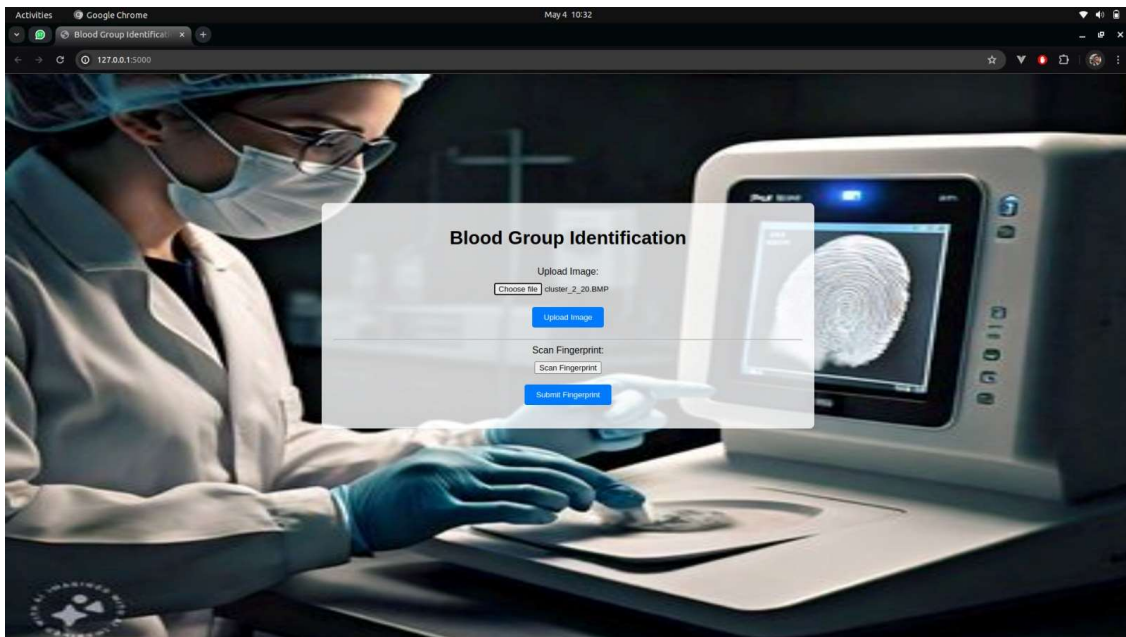 Activities Google Chrome May 4 10:32
Blood Group Identificati
127.0.0.1:5000
Blood Group Identification
Upload Image:
Choose file cluster_2_20.BMP
Upload Image
Scan Fingerprint:
Scan Fingerprint
Submit Fingerprint